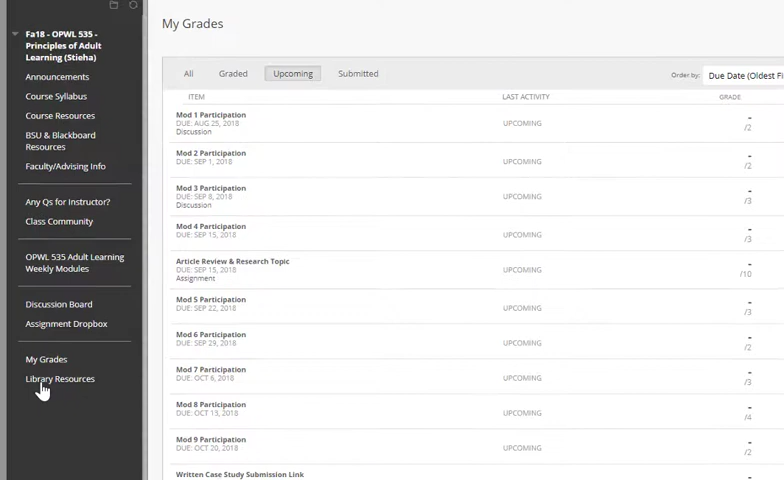 My Grades
Fa18 - OPWL 535 -
Principles of Adult
Learning (Stieha)
Announcements
Course Syllabus
Course Resources
BSU & Blackboard
Resources
Faculty/Advising Info
Any Qs for Instructor?
Class Community
OPWL 535 Adult Learning
Weekly Modules
Discussion Board
Assignment Dropbox
My Grades
Library Resources
All Graded Upcoming Submitted Order by: Due Date (Oldest Fi
ITEM LAST ACTIVITY GRADE
Mod 1 Participation -
DUE: AUG 25, 2018 UPCOMING /2
Discussion
Mod 2 Participation -
DUE: SEP 1, 2018 UPCOMING /2
Mod 3 Participation -
DUE: SEP 8, 2018 UPCOMING /3
Discussion
Mod 4 Participation -
DUE: SEP 15, 2018 UPCOMING /3
Article Review & Research Topic -
DUE: SEP 15, 2018 UPCOMING /10
Assignment
Mod 5 Participation -
DUE: SEP 22, 2018 UPCOMING /3
Mod 6 Participation -
DUE: SEP 29, 2018 UPCOMING /2
Mod 7 Participation -
DUE: OCT 6, 2018 UPCOMING /3
Mod 8 Participation -
DUE: OCT 13, 2018 UPCOMING /4
Mod 9 Participation -
DUE: OCT 20, 2018 UPCOMING /2
Written Case Study Submission Link -